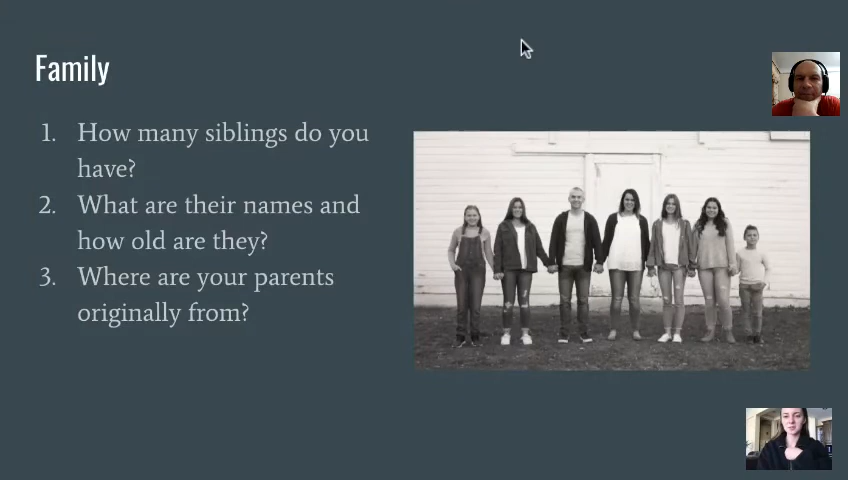 Family
1. How many siblings do you
have?
2. What are their names and
how old are they?
3. Where are your parents
originally from?